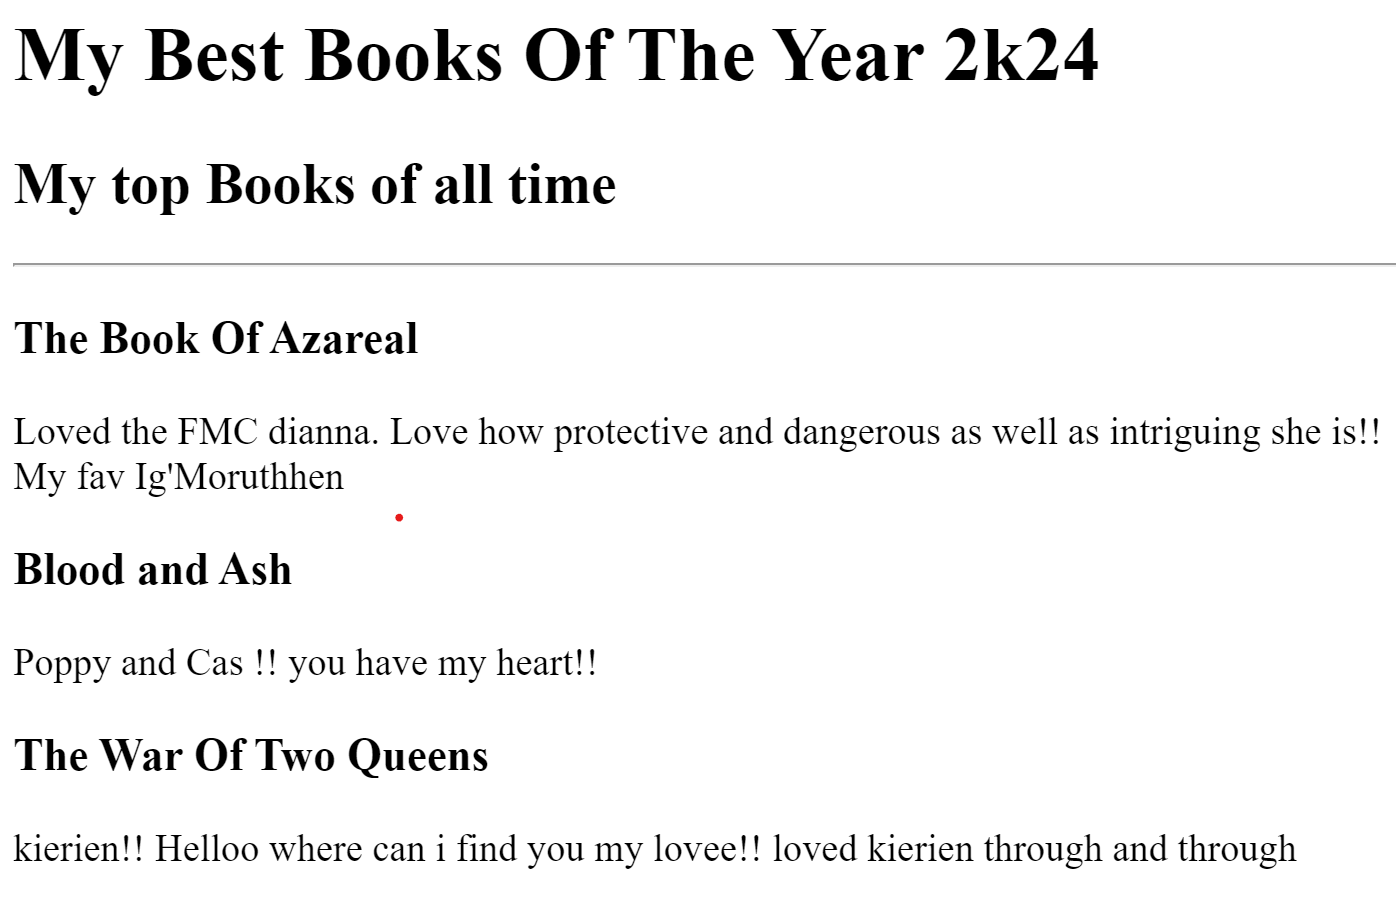 My Best Books Of The Year 2k24
My top Books of all time
The Book Of Azareal
Loved the FMC dianna. Love how protective and dangerous as well as intriguing she is!!
My fav Ig'Moruthhen
Blood and Ash
Poppy and Cas !! you have my heart!!
The War Of Two Queens
kierien!! Helloo where can i find you my lovee!! loved kierien through and through